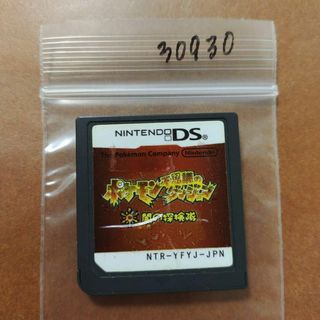 30930
NINTENDO DS
The Pokémon Company Nintendo
ポケモン不思議のダンジョン
闇の探検隊
NTR-YFYJ-JPN